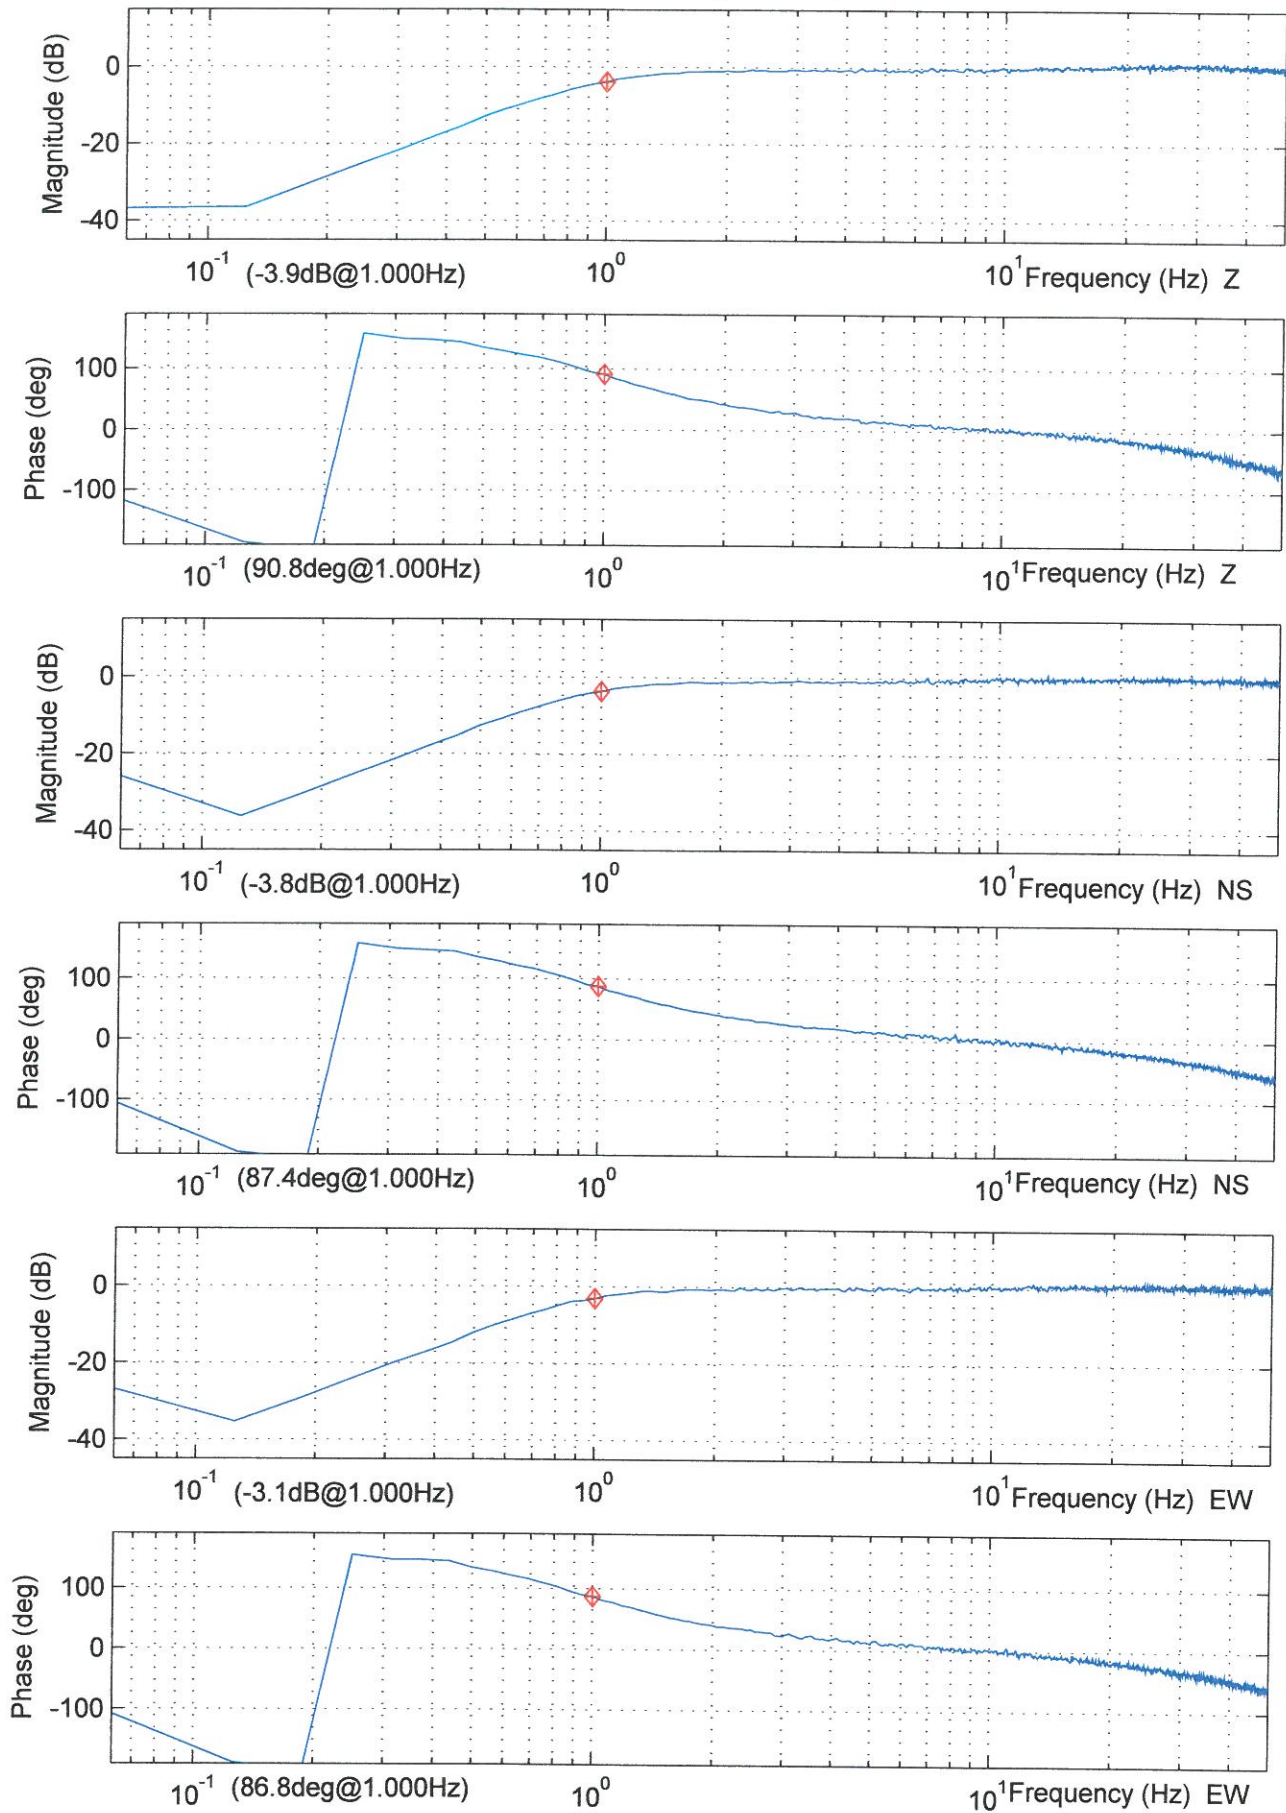 Magnitude (dB)
0
-20
-40
10^-1 (-3.9dB@1.000Hz) 10^0 10^1 Frequency (Hz) Z
Phase (deg)
100
0
-100
10^-1 (90.8deg@1.000Hz) 10^0 10^1 Frequency (Hz) Z
Magnitude (dB)
0
-20
-40
10^-1 (-3.8dB@1.000Hz) 10^0 10^1 Frequency (Hz) NS
Phase (deg)
100
0
-100
10^-1 (87.4deg@1.000Hz) 10^0 10^1 Frequency (Hz) NS
Magnitude (dB)
0
-20
-40
10^-1 (-3.1dB@1.000Hz) 10^0 10^1 Frequency (Hz) EW
Phase (deg)
100
0
-100
10^-1 (86.8deg@1.000Hz) 10^0 10^1 Frequency (Hz) EW